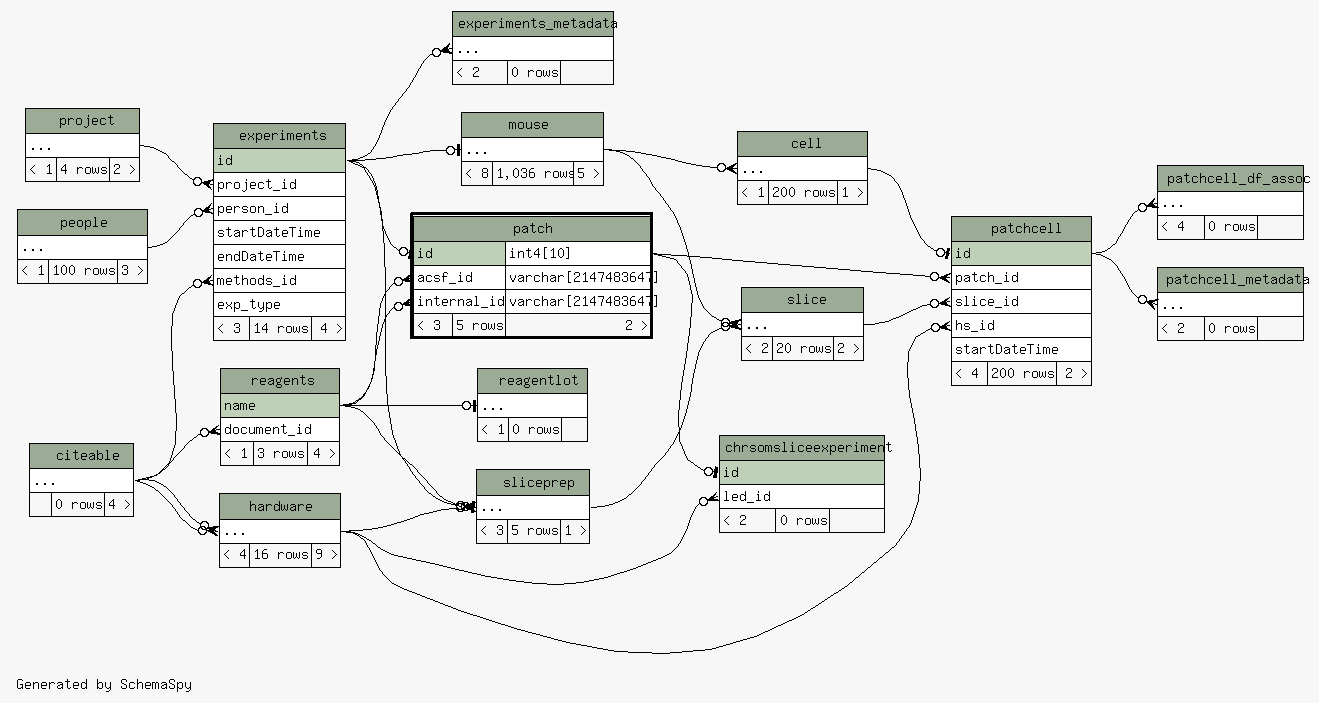 experiments_metadata
...
< 2 0 rows
project
...
< 1 4 rows 2 >
people
...
< 1 100 rows 3 >
experiments
id
project_id
person_id
startDateTime
endDateTime
methods_id
exp_type
< 3 14 rows 4 >
mouse
...
< 8 1,036 rows 5 >
cell
...
< 1 200 rows 1 >
patch
id int4[10]
acsf_id varchar[2147483647]
internal_id varchar[2147483647]
< 3 5 rows 2 >
patchcell
id
patch_id
slice_id
hs_id
startDateTime
< 4 200 rows 2 >
patchcell_df_assoc
...
< 4 0 rows
patchcell_metadata
...
< 2 0 rows
slice
...
< 2 20 rows 2 >
reagents
name
document_id
< 1 3 rows 4 >
reagentlot
...
< 1 0 rows
citeable
...
0 rows 4 >
hardware
...
< 4 16 rows 9 >
sliceprep
...
< 3 5 rows 1 >
chrsomsliceexperiment
id
led_id
< 2 0 rows
Generated by SchemaSpy